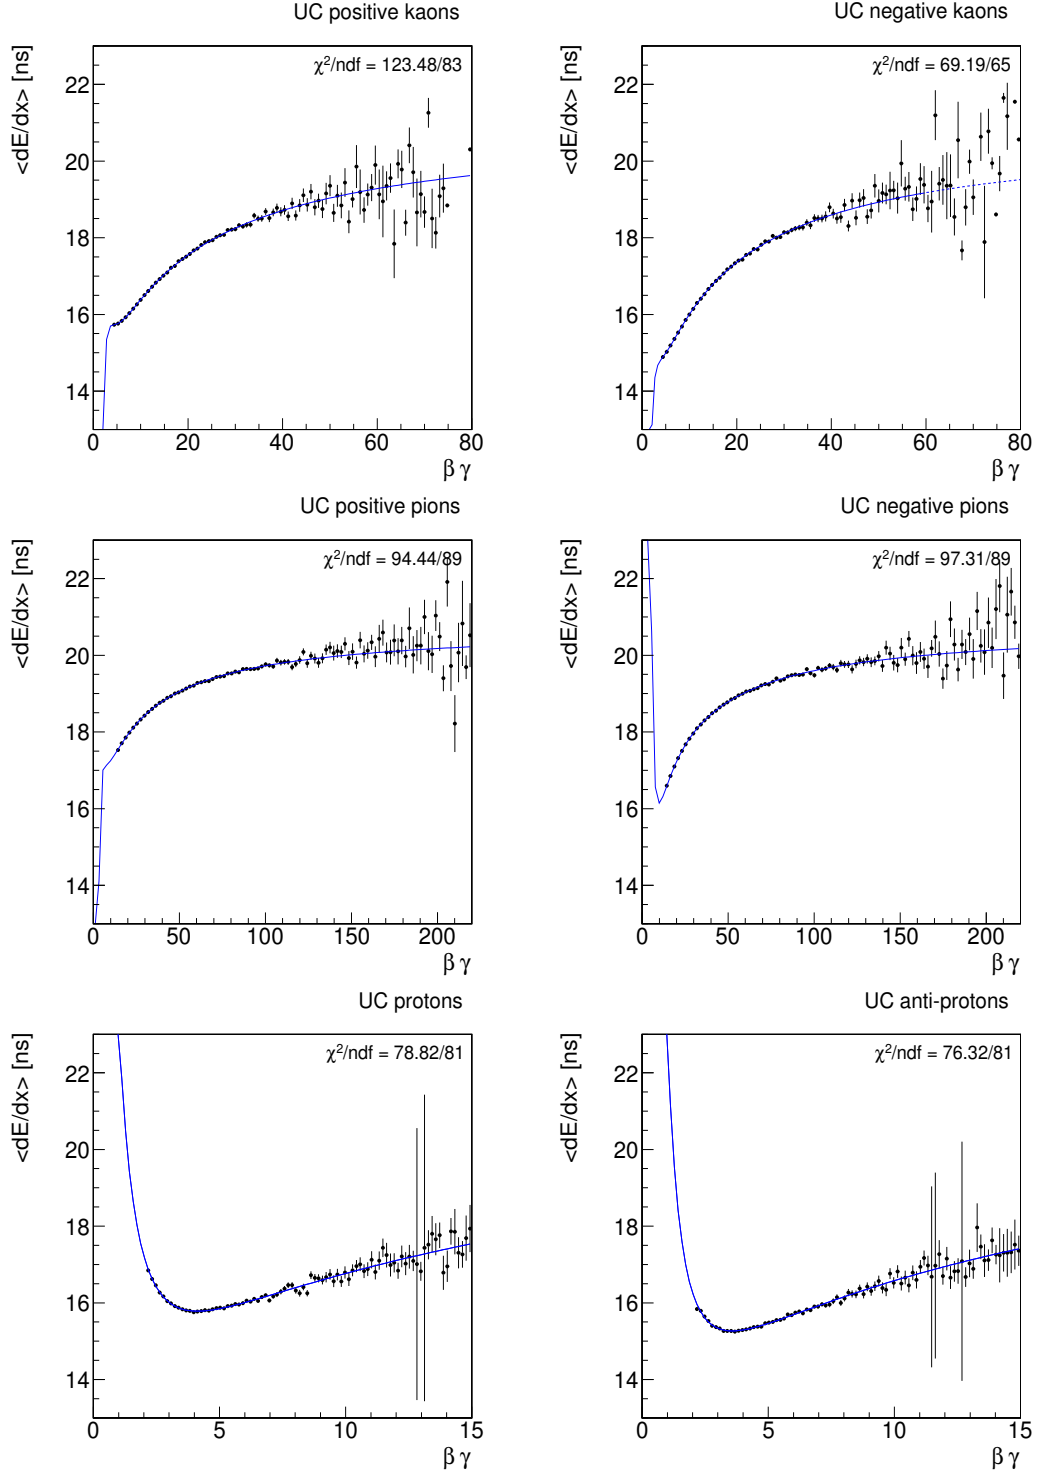 UC positive kaons
<dE/dx> [ns]
χ²/ndf = 123.48/83
22
20
18
16
14
0 20 40 60 80
β γ
UC negative kaons
<dE/dx> [ns]
χ²/ndf = 69.19/65
22
20
18
16
14
0 20 40 60 80
β γ
UC positive pions
<dE/dx> [ns]
χ²/ndf = 94.44/89
22
20
18
16
14
0 50 100 150 200
β γ
UC negative pions
<dE/dx> [ns]
χ²/ndf = 97.31/89
22
20
18
16
14
0 50 100 150 200
β γ
UC protons
<dE/dx> [ns]
χ²/ndf = 78.82/81
22
20
18
16
14
0 5 10 15
β γ
UC anti-protons
<dE/dx> [ns]
χ²/ndf = 76.32/81
22
20
18
16
14
0 5 10 15
β γ